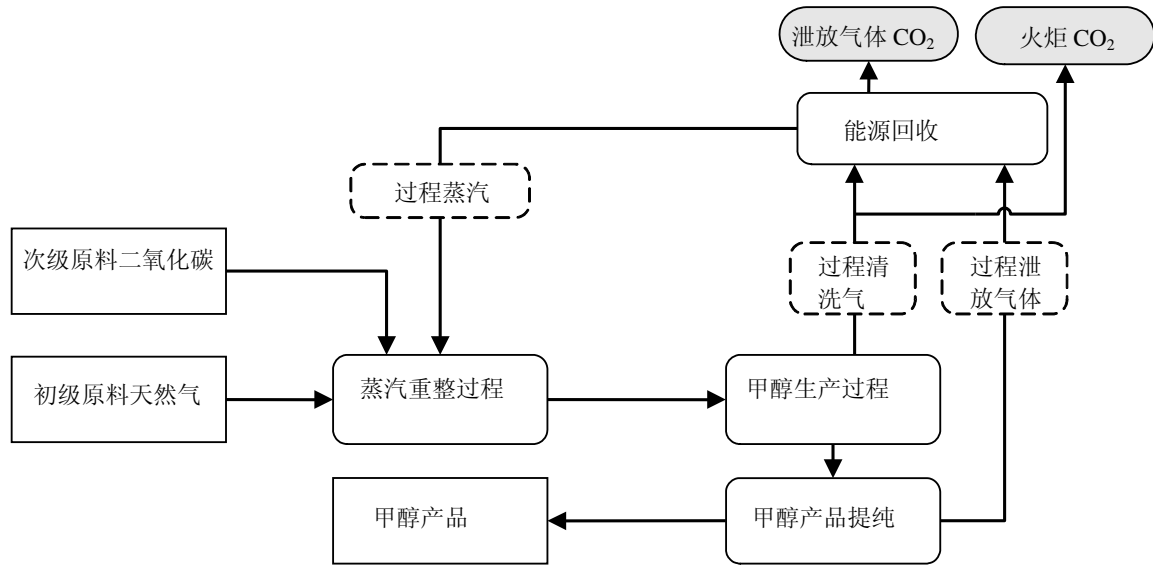 泄放气体 CO₂
火炬 CO₂
能源回收
过程蒸汽
次级原料二氧化碳
过程清
洗气
过程泄
放气体
初级原料天然气
蒸汽重整过程
甲醇生产过程
甲醇产品
甲醇产品提纯